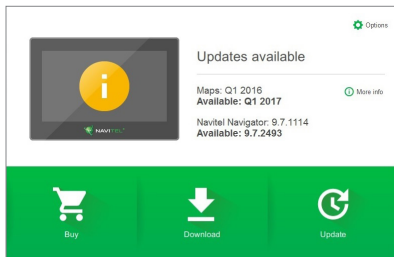 Options
Updates available
Maps: Q1 2016
Available: Q1 2017
More info
Navitel Navigator: 9.7.1114
Available: 9.7.2493
NAVITEL
Buy
Download
Update